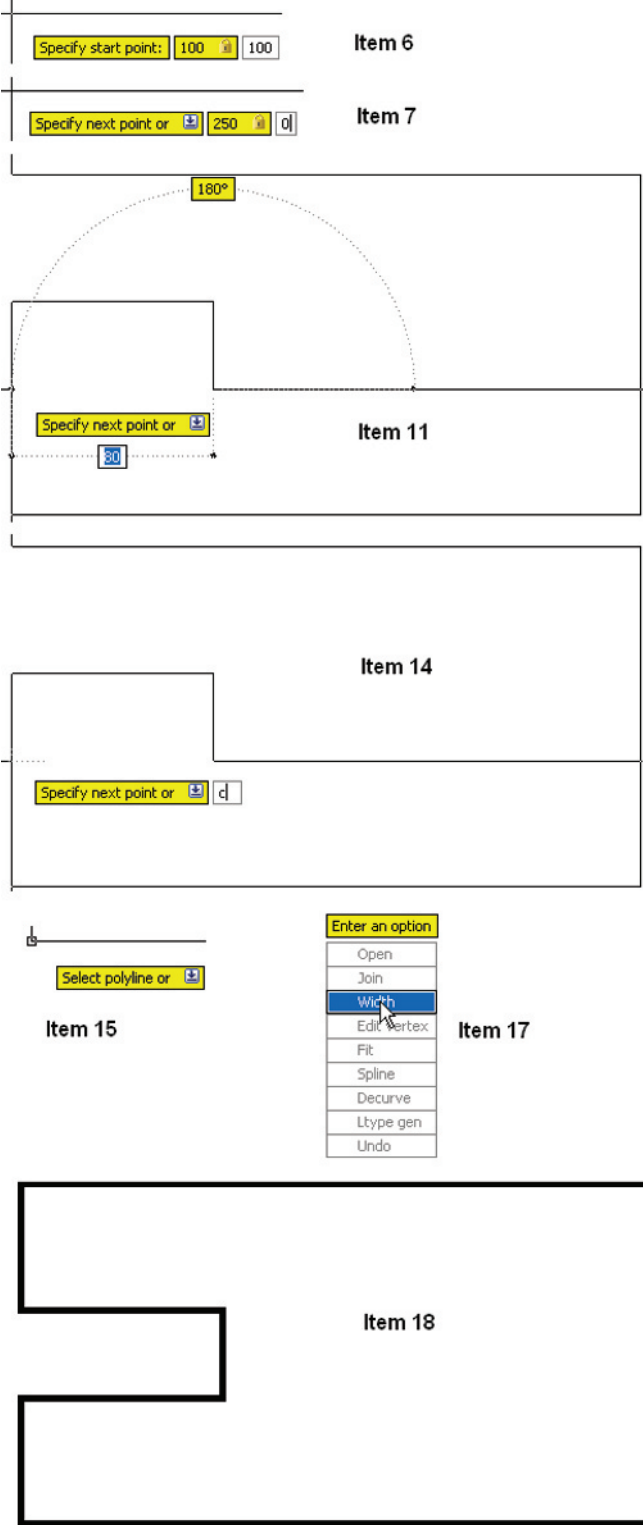 Specify start point: 100 100 Item 6
Specify next point or 250 0 Item 7
180°
Specify next point or
80
Item 11
Item 14
Specify next point or c
Select polyline or
Item 15
Enter an option
Open
Join
Width
Edit vertex
Fit
Spline
Decurve
Ltype gen
Undo
Item 17
Item 18